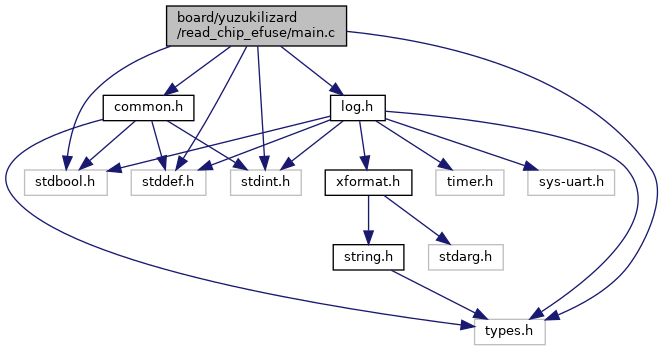 board/yuzukilizard
/read_chip_efuse/main.c
common.h
log.h
stdbool.h
stddef.h
stdint.h
xformat.h
timer.h
sys-uart.h
string.h
stdarg.h
types.h